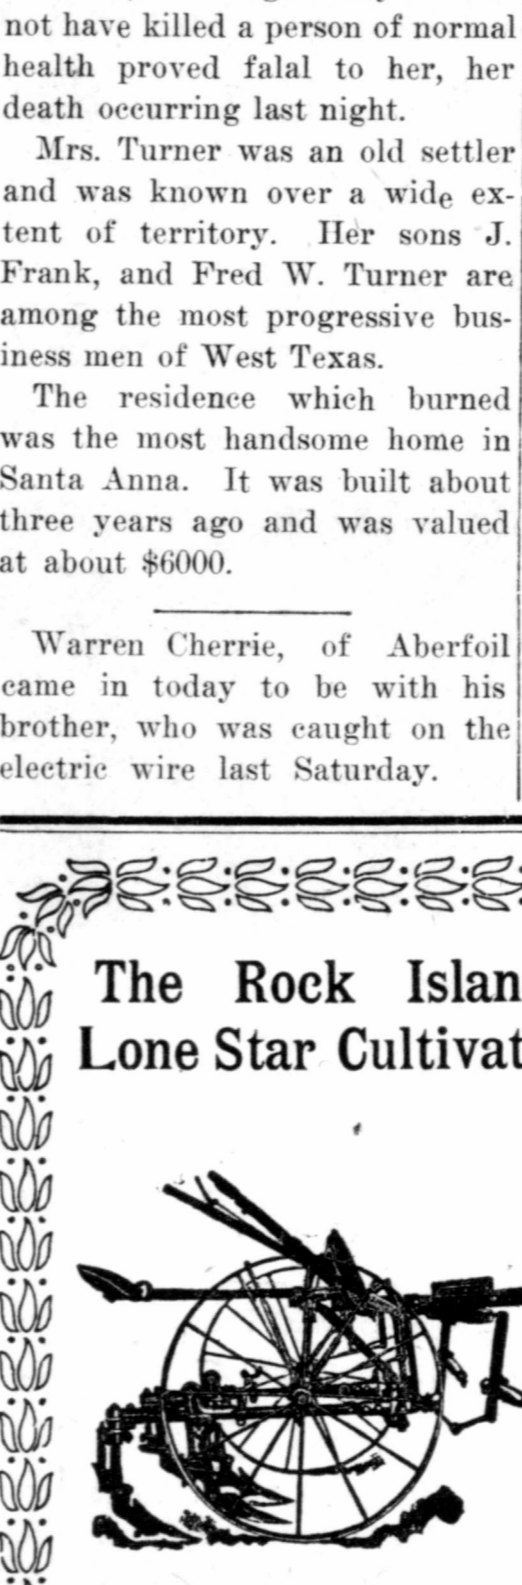 not have killed a person of normal
health proved falal to her, her
death occurring last night.
Mrs. Turner was an old settler
and was known over a wide ex-
tent of territory. Her sons J.
Frank, and Fred W. Turner are
among the most progressive bus-
iness men of West Texas.
The residence which burned
was the most handsome home in
Santa Anna. It was built about
three years ago and was valued
at about $6000.
Warren Cherrie, of Aberfoil
came in today to be with his
brother, who was caught on the
electric wire last Saturday.
The Rock Islan
Lone Star Cultivat